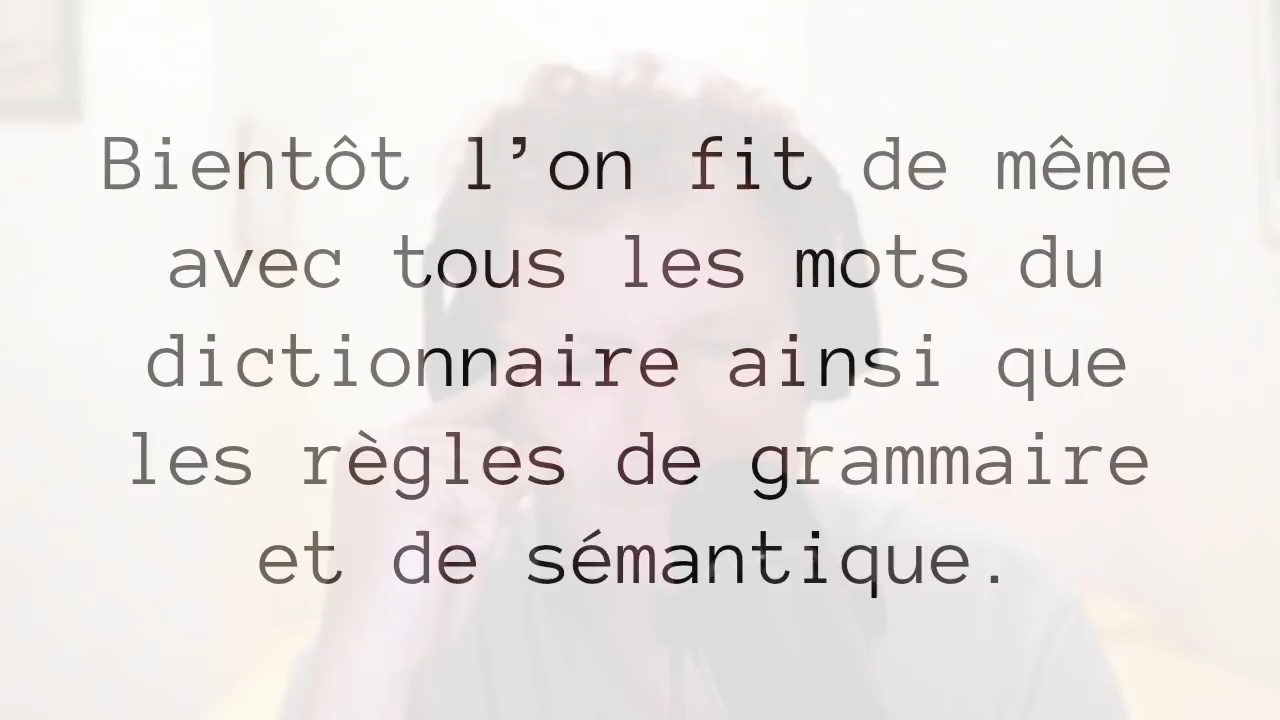 Bientôt l’on fit de même
avec tous les mots du
dictionnaire ainsi que
les règles de grammaire
et de sémantique.